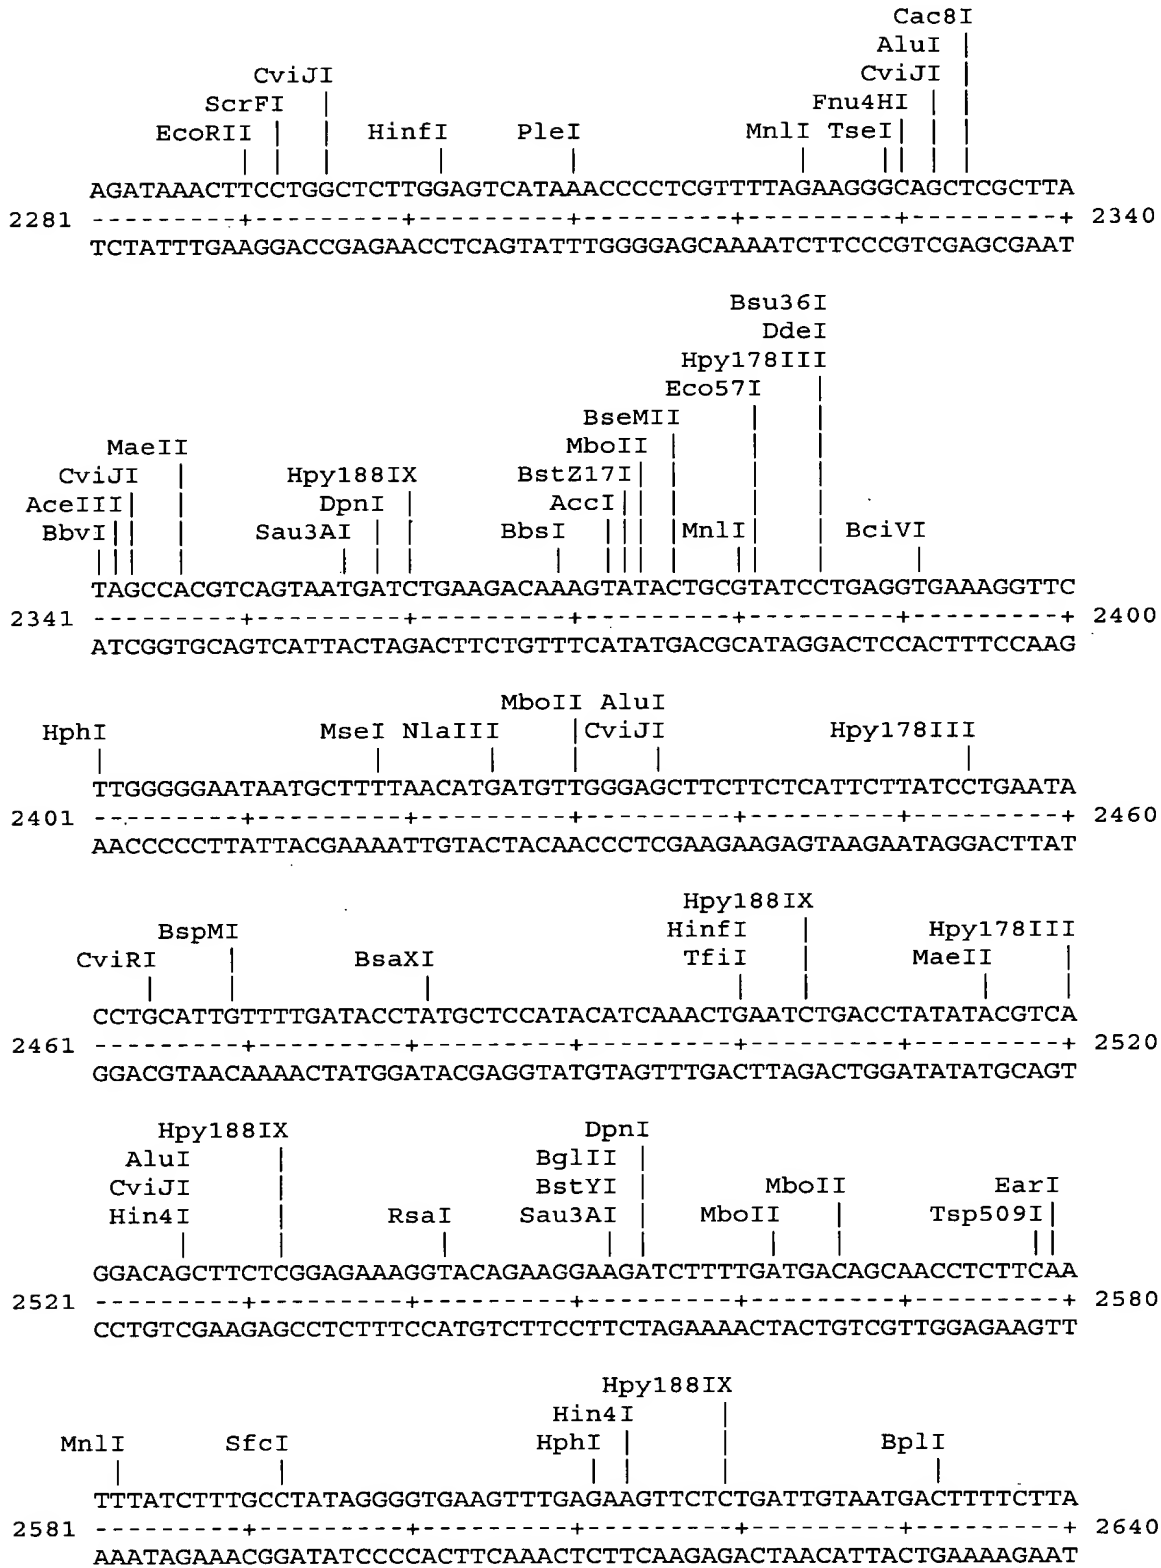 Cac8I
AluI
CviJI CviJI
ScrFI Fnu4HI
EcoRII HinfI PleI MnlI TseI
AGATAAACTTCCTGGCTCTTGGAGTCATAAACCCCTCGTTTTAGAAGGGCAGCTCGCTTA
2281 ---------+---------+---------+---------+---------+---------+ 2340
TCTATTTGAAGGACCGAGAACCTCAGTATTTGGGGAGCAAAATCTTCCCGTCGAGCGAAT
Bsu36I
DdeI
Hpy178III
Eco57I
BseMII
MaeII MboII
CviJI Hpy188IX BstZ17I
AceIII DpnI AccI
BbvI Sau3AI BbsI MnlI BciVI
TAGCCACGTCAGTAATGATCTGAAGACAAAGTATACTGCGTATCCTGAGGTGAAAGGTTC
2341 ---------+---------+---------+---------+---------+---------+ 2400
ATCGGTGCAGTCATTACTAGACTTCTGTTTCATATGACGCATAGGACTCCACTTTCCAAG
MboII AluI
HphI MseI NlaIII CviJI Hpy178III
TTGGGGGAATAATGCTTTTAACATGATGTTGGGAGCTTCTTCTCATTCTTATCCTGAATA
2401 ---------+---------+---------+---------+---------+---------+ 2460
AACCCCCTTATTACGAAAATTGTACTACAACCCTCGAAGAAGAGTAAGAATAGGACTTAT
Hpy188IX
BspMI HinfI Hpy178III
CviRI BsaXI TfiI MaeII
CCTGCATTGTTTTGATACCTATGCTCCATACATCAAACTGAATCTGACCTATATACGTCA
2461 ---------+---------+---------+---------+---------+---------+ 2520
GGACGTAACAAAACTATGGATACGAGGTATGTAGTTTGACTTAGACTGGATATATGCAGT
Hpy188IX DpnI
AluI BglII
CviJI BstYI MboII EarI
Hin4I RsaI Sau3AI MboII Tsp509I
GGACAGCTTCTCGGAGAAAGGTACAGAAGGAAGATCTTTTGATGACAGCAACCTCTTCAA
2521 ---------+---------+---------+---------+---------+---------+ 2580
CCTGTCGAAGAGCCTCTTTCCATGTCTTCCTTCTAGAAAACTACTGTCGTTGGAGAAGTT
Hpy188IX
Hin4I
MnlI SfcI HphI BplI
TTTATCTTTGCCTATAGGGGTGAAGTTTGAGAAGTTCTCTGATTGTAATGACTTTTCTTA
2581 ---------+---------+---------+---------+---------+---------+ 2640
AAATAGAAACGGATATCCCCACTTCAAACTCTTCAAGAGACTAACATTACTGAAAAGAAT